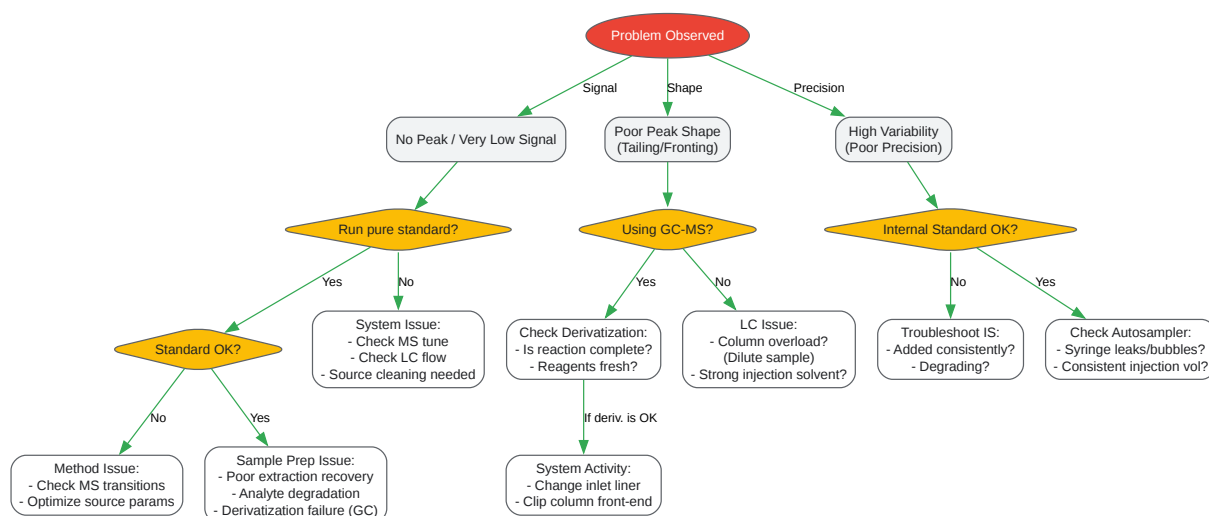 Problem Observed
Signal
Shape
Precision
No Peak / Very Low Signal
Poor Peak Shape
(Tailing/Fronting)
High Variability
(Poor Precision)
Run pure standard?
Using GC-MS?
Internal Standard OK?
Yes
No
Yes
No
No
Yes
Standard OK?
System Issue:
- Check MS tune
- Check LC flow
- Source cleaning needed
Check Derivatization:
- Is reaction complete?
- Reagents fresh?
LC Issue:
- Column overload?
(Dilute sample)
- Strong injection solvent?
Troubleshoot IS:
- Added consistently?
- Degrading?
Check Autosampler:
- Syringe leaks/bubbles?
- Consistent injection vol?
No
Yes
If deriv. is OK
Method Issue:
- Check MS transitions
- Optimize source params
Sample Prep Issue:
- Poor extraction recovery
- Analyte degradation
- Derivatization failure (GC)
System Activity:
- Change inlet liner
- Clip column front-end